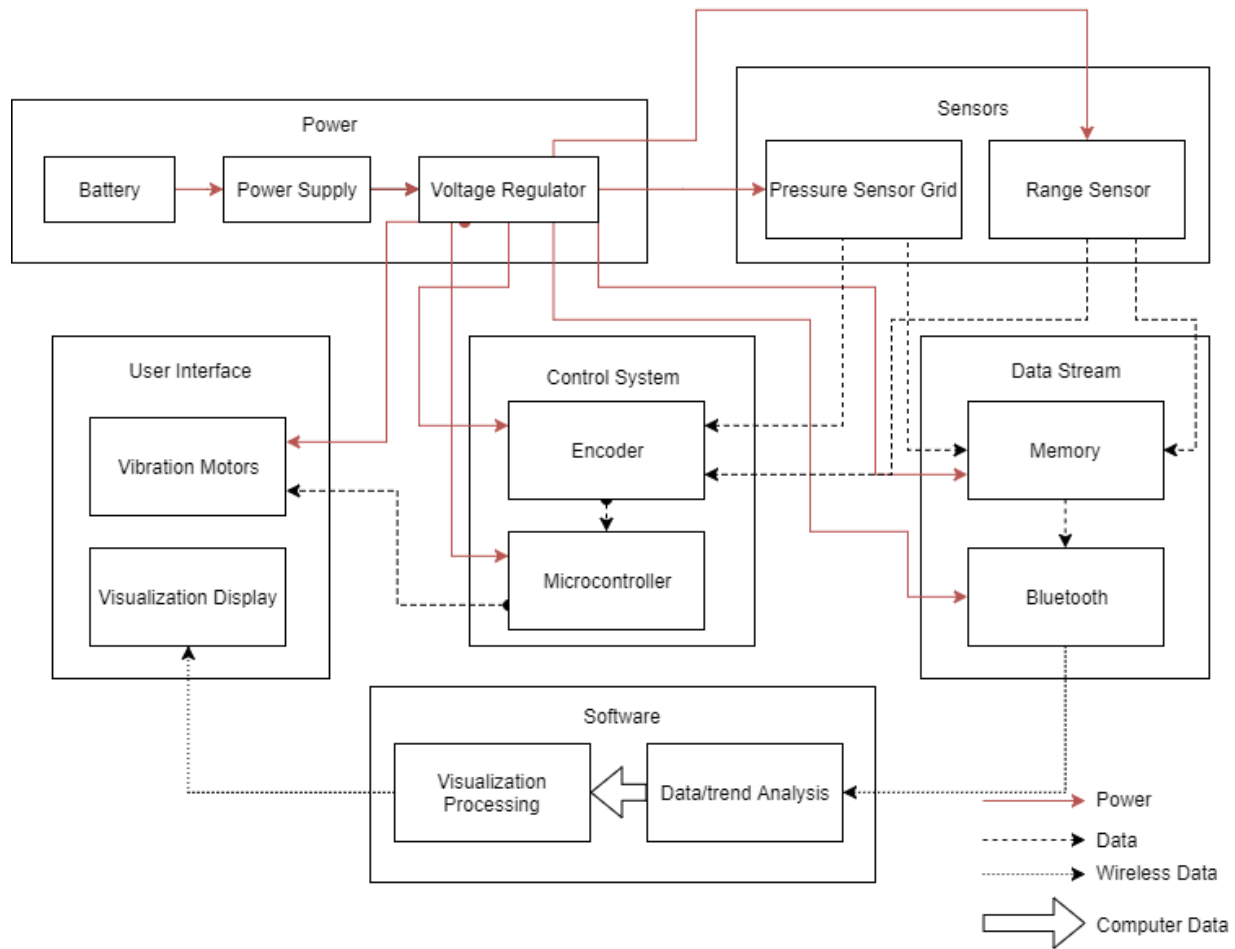 Power
Battery
Power Supply
Voltage Regulator
Sensors
Pressure Sensor Grid
Range Sensor
User Interface
Vibration Motors
Visualization Display
Control System
Encoder
Microcontroller
Data Stream
Memory
Bluetooth
Software
Visualization
Processing
Data/trend Analysis
Power
Data
Wireless Data
Computer Data